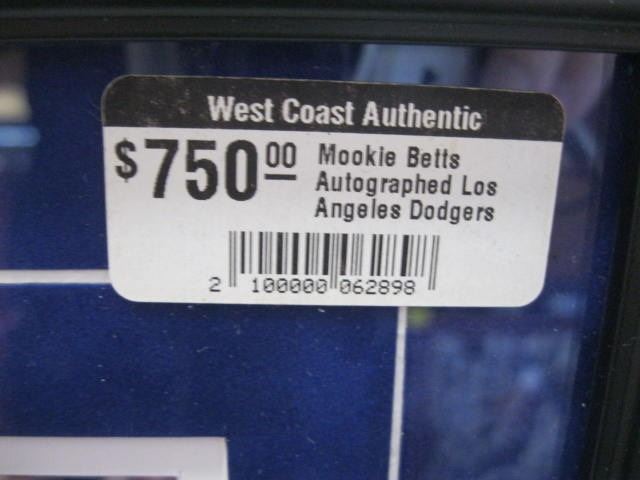 West Coast Authentic
$750 00 Mookie Betts
Autographed Los
Angeles Dodgers
2 100000 062898